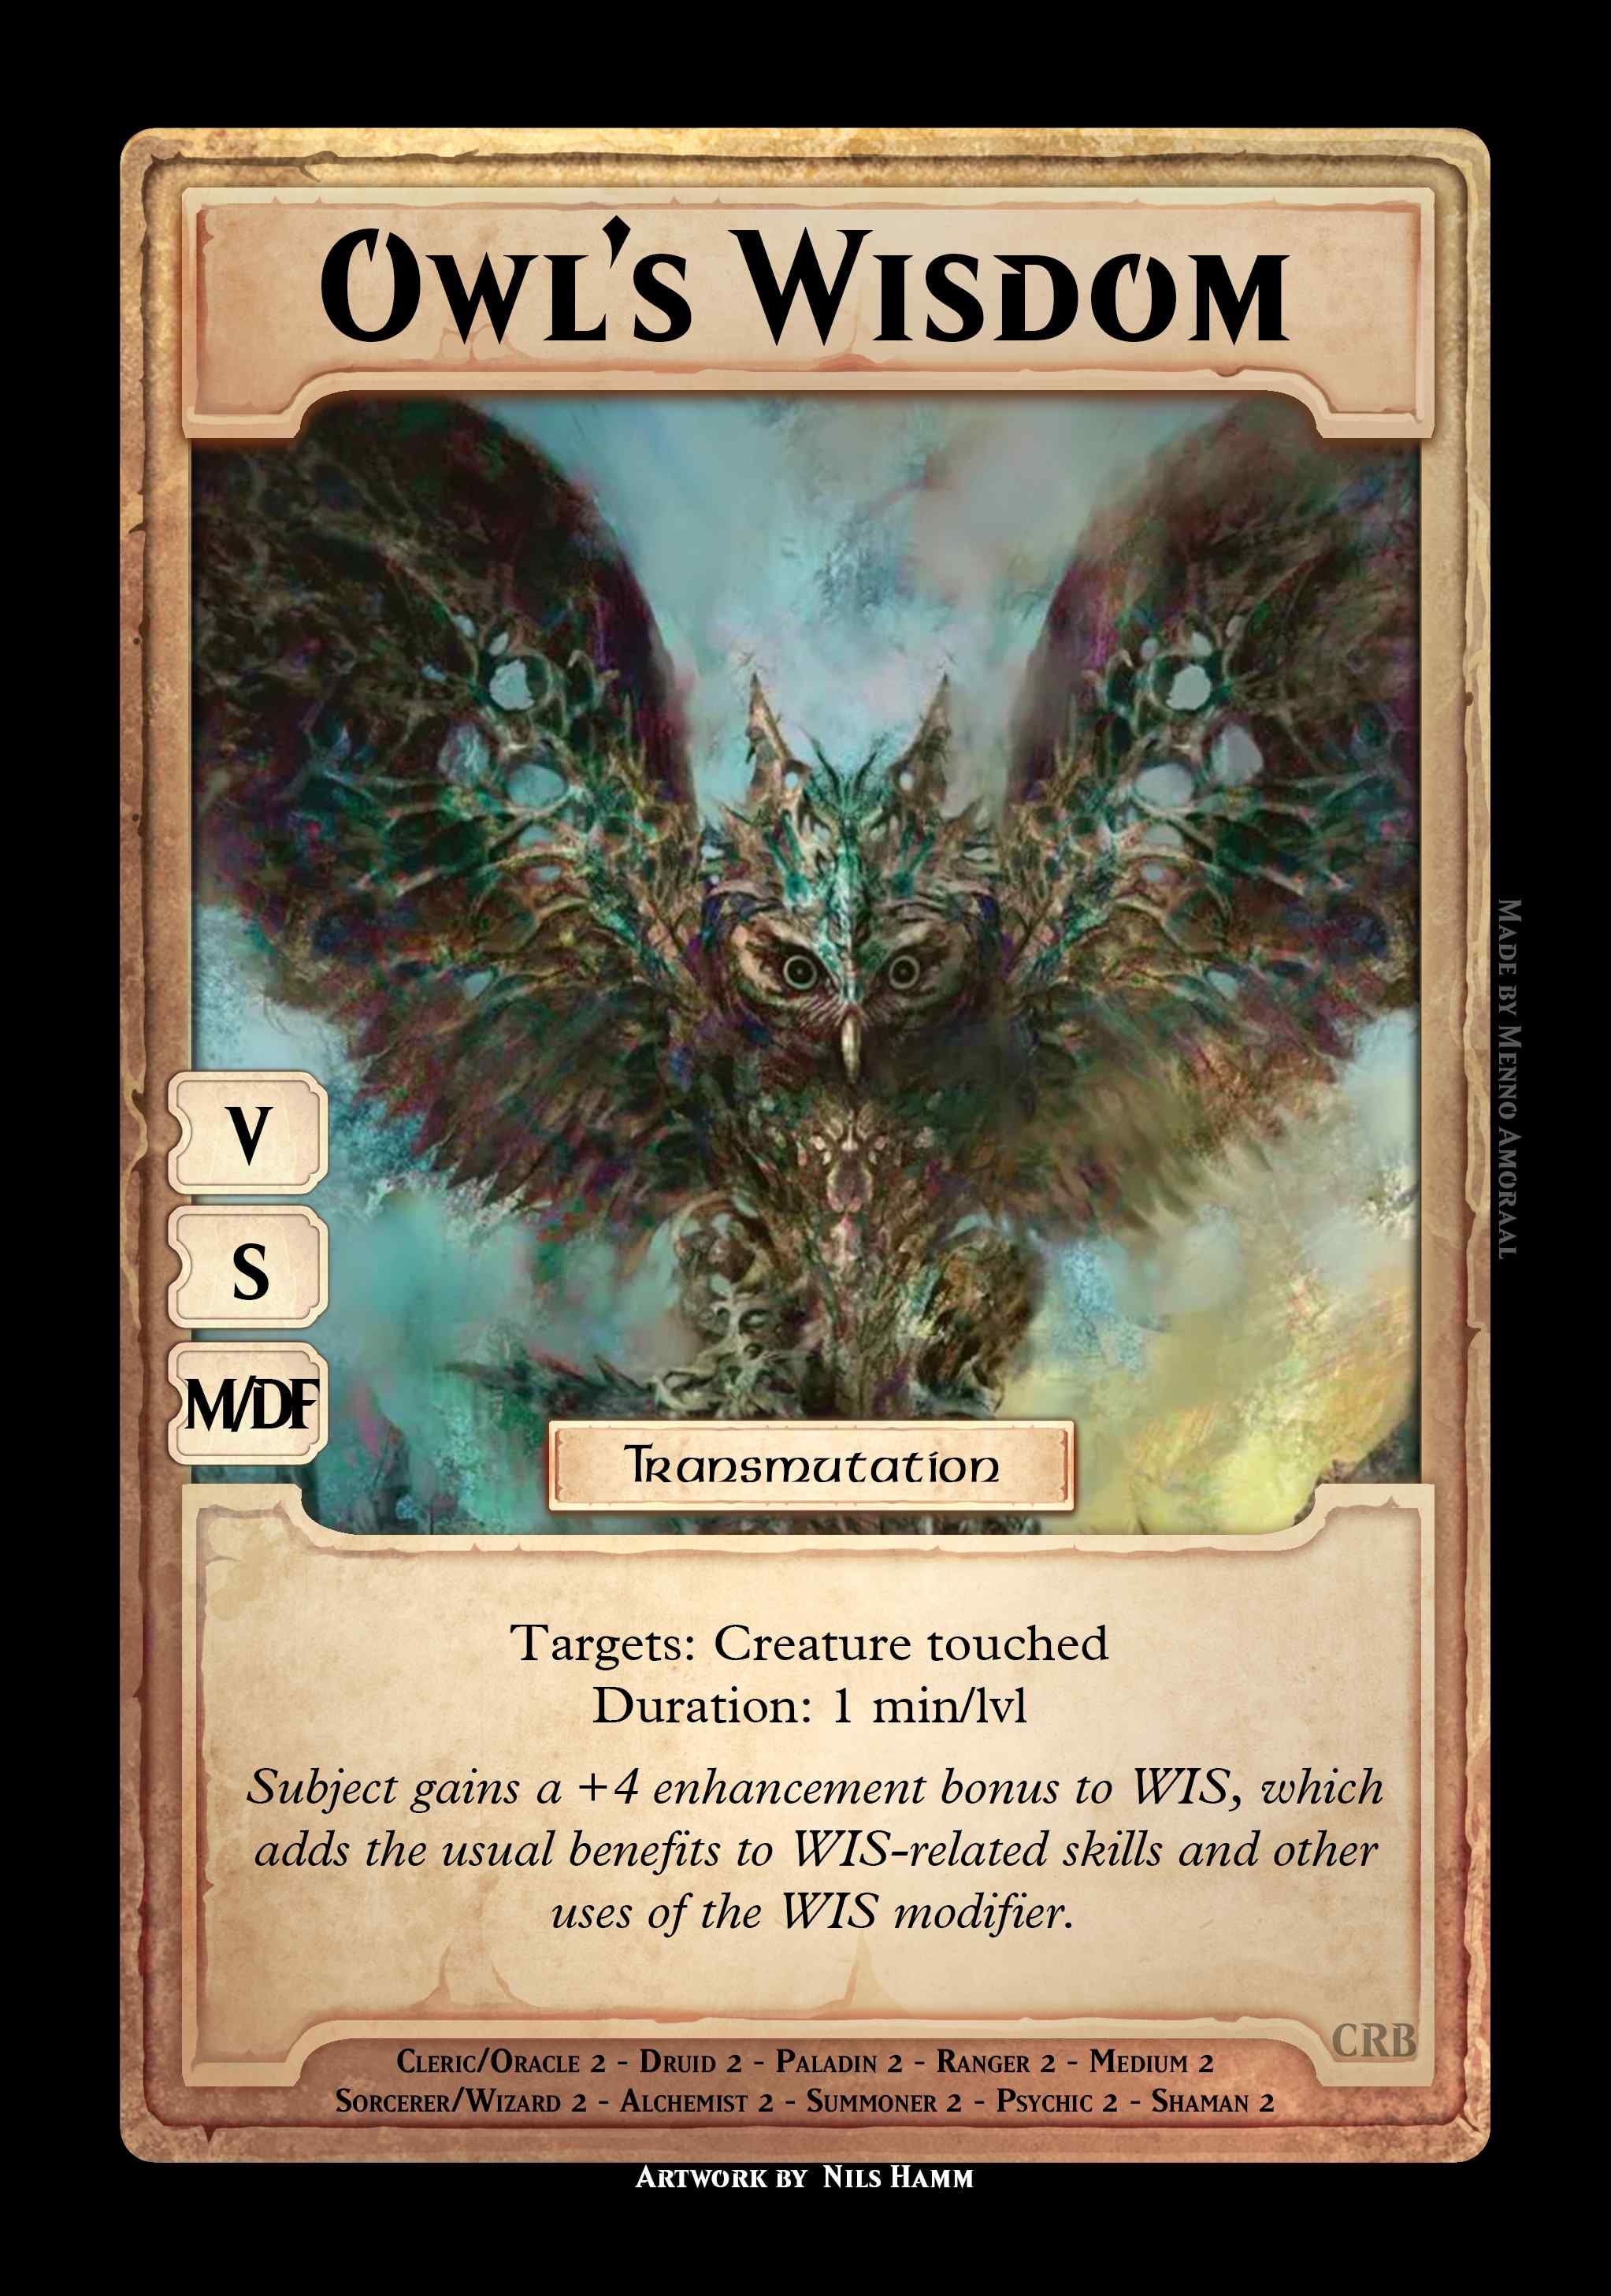 Owl's Wisdom
V
S
M/DF
Transmutation
Targets: Creature touched
Duration: 1 min/lvl
Subject gains a +4 enhancement bonus to WIS, which
adds the usual benefits to WIS-related skills and other
uses of the WIS modifier.
CRB
Cleric/Oracle 2 - Druid 2 - Paladin 2 - Ranger 2 - Medium 2
Sorcerer/Wizard 2 - Alchemist 2 - Summoner 2 - Psychic 2 - Shaman 2
Artwork by Nils Hamm
Made by Menno Amoraal